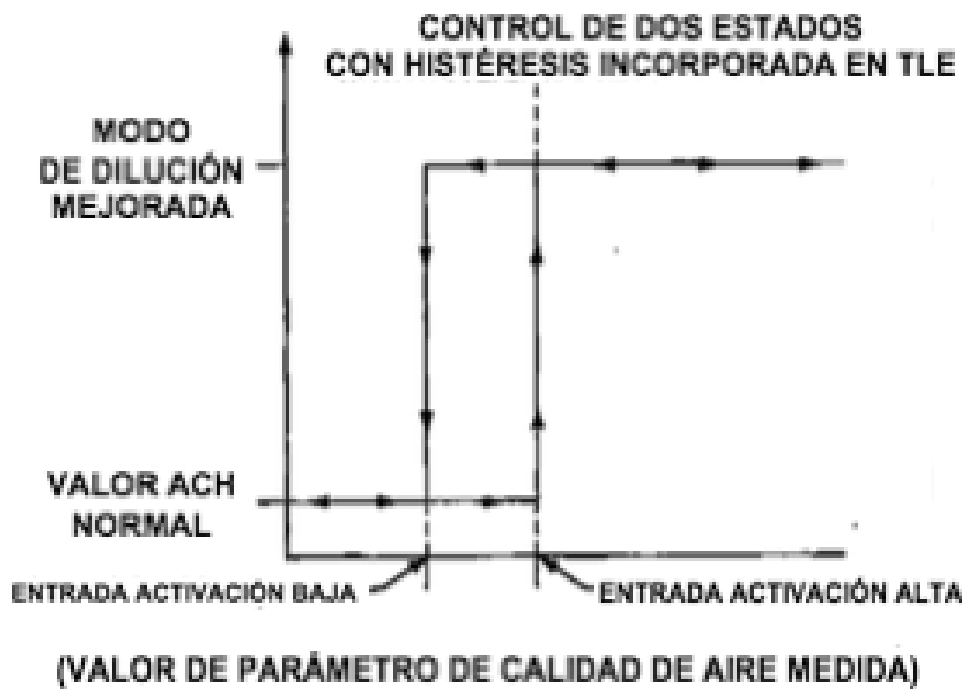 CONTROL DE DOS ESTADOS
CON HISTÉRESIS INCORPORADA EN TLE
MODO
DE DILUCIÓN
MEJORADA
VALOR ACH
NORMAL
ENTRADA ACTIVACIÓN BAJA
ENTRADA ACTIVACIÓN ALTA
(VALOR DE PARÁMETRO DE CALIDAD DE AIRE MEDIDA)